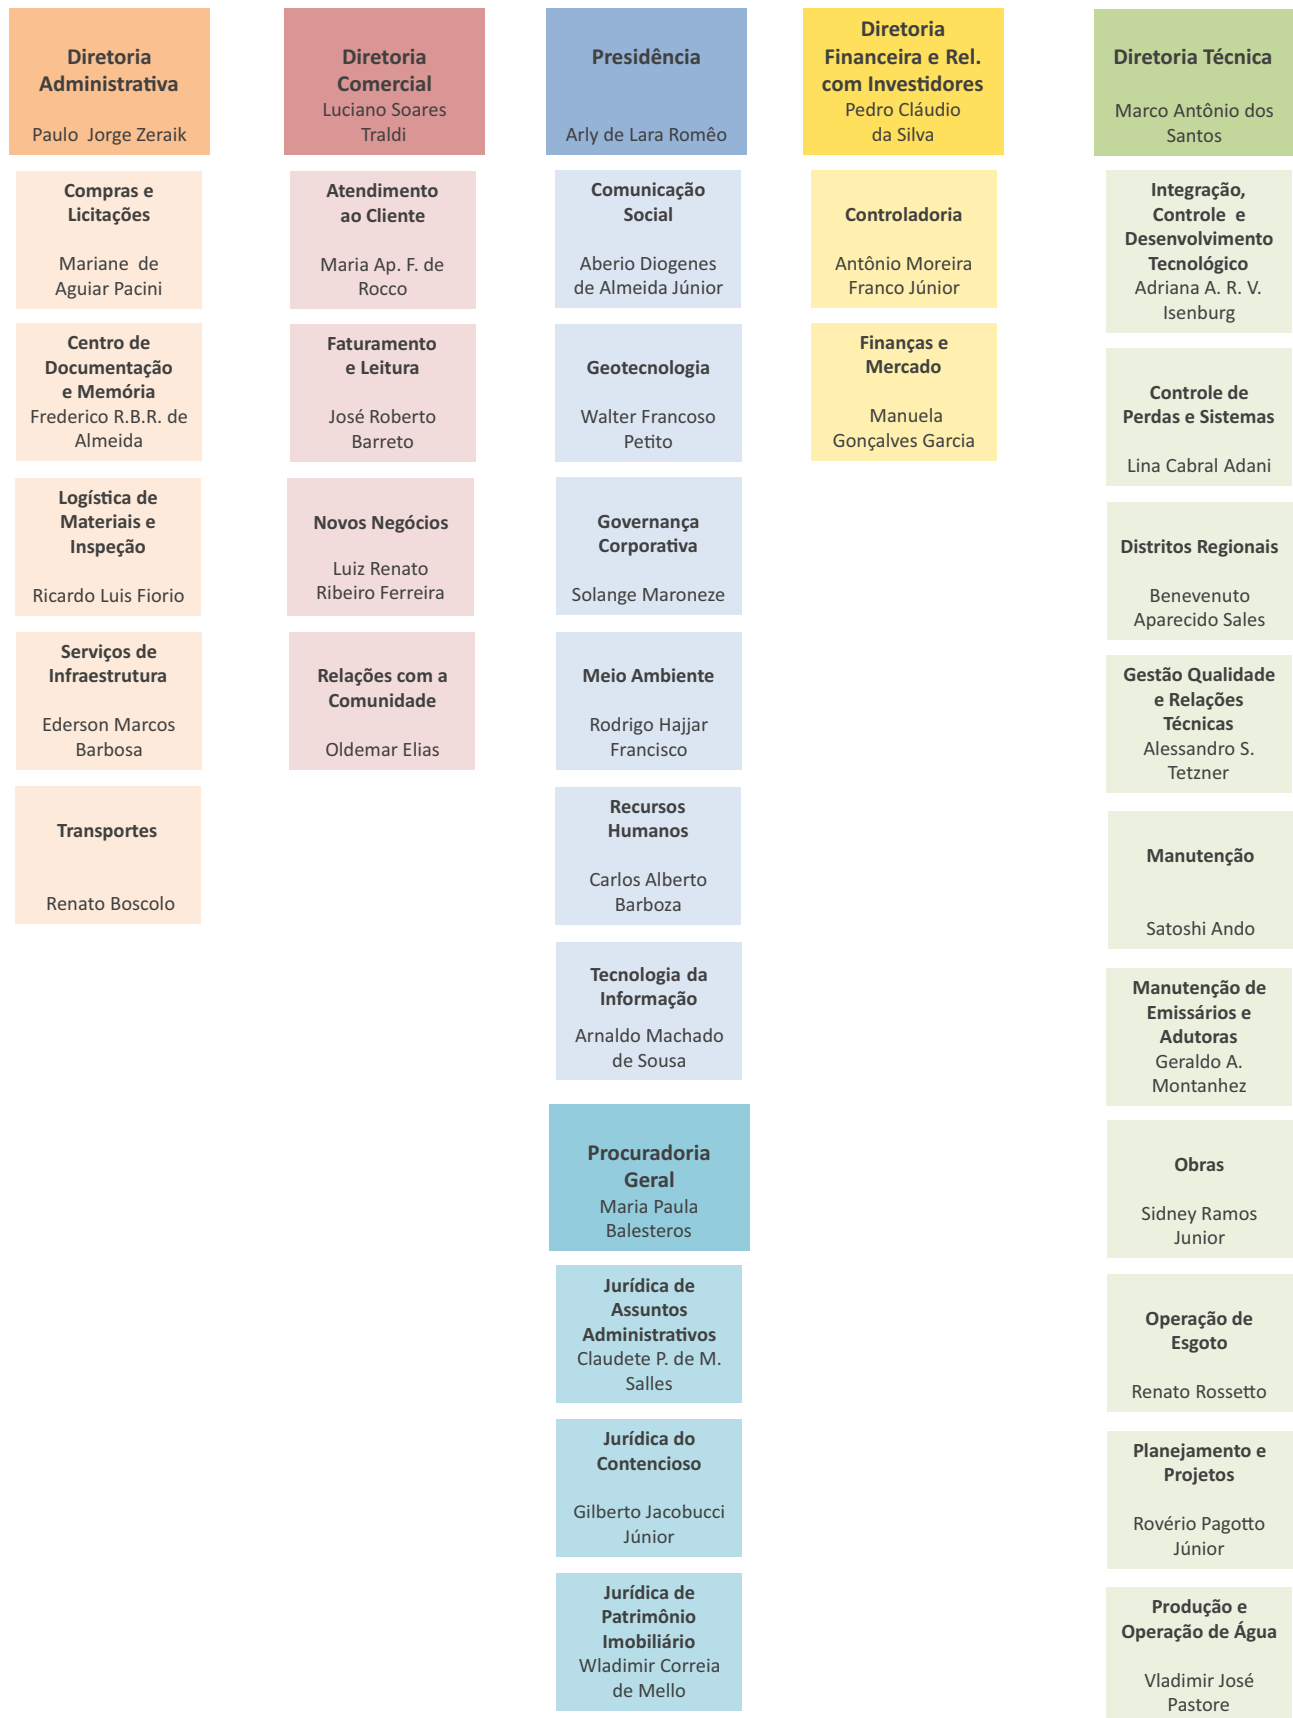 Diretoria
Administrativa
Paulo Jorge Zeraik
Compras e
Licitações
Mariane de
Aguiar Pacini
Centro de
Documentação
e Memória
Frederico R.B.R. de
Almeida
Logística de
Materiais e
Inspeção
Ricardo Luis Fiorio
Serviços de
Infraestrutura
Ederson Marcos
Barbosa
Transportes
Renato Boscolo
Diretoria
Comercial
Luciano Soares
Traldi
Atendimento
ao Cliente
Maria Ap. F. de
Rocco
Faturamento
e Leitura
José Roberto
Barreto
Novos Negócios
Luiz Renato
Ribeiro Ferreira
Relações com a
Comunidade
Oldemar Elias
Presidência
Arly de Lara Romêo
Comunicação
Social
Aberio Diogenes
de Almeida Júnior
Geotecnologia
Walter Francoso
Petito
Governança
Corporativa
Solange Maroneze
Meio Ambiente
Rodrigo Hajjar
Francisco
Recursos
Humanos
Carlos Alberto
Barboza
Tecnologia da
Informação
Arnaldo Machado
de Sousa
Procuradoria
Geral
Maria Paula
Balesteros
Jurídica de
Assuntos
Administrativos
Claudete P. de M.
Salles
Jurídica do
Contencioso
Gilberto Jacobucci
Júnior
Jurídica de
Patrimônio
Imobiliário
Wladimir Correia
de Mello
Diretoria
Financeira e Rel.
com Investidores
Pedro Cláudio
da Silva
Controladoria
Antônio Moreira
Franco Júnior
Finanças e
Mercado
Manuela
Gonçalves Garcia
Diretoria Técnica
Marco Antônio dos
Santos
Integração,
Controle e
Desenvolvimento
Tecnológico
Adriana A. R. V.
Isenburg
Controle de
Perdas e Sistemas
Lina Cabral Adani
Distritos Regionais
Benevenuto
Aparecido Sales
Gestão Qualidade
e Relações
Técnicas
Alessandro S.
Tetzner
Manutenção
Satoshi Ando
Manutenção de
Emissários e
Adutoras
Geraldo A.
Montanhez
Obras
Sidney Ramos
Junior
Operação de
Esgoto
Renato Rossetto
Planejamento e
Projetos
Rovério Pagotto
Júnior
Produção e
Operação de Água
Vladimir José
Pastore